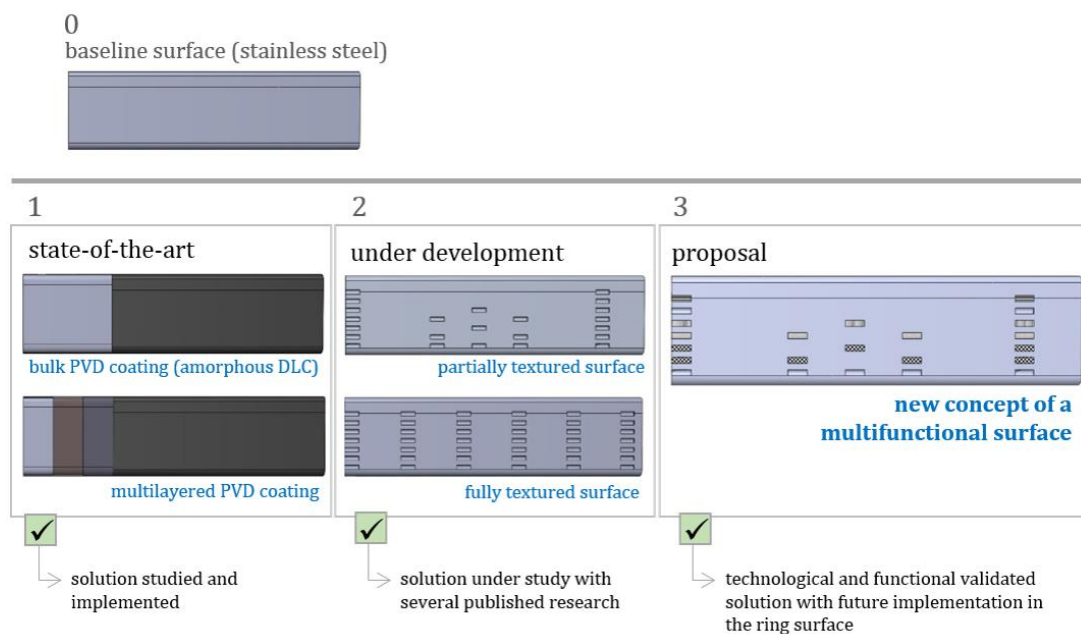 0
baseline surface (stainless steel)
1
state-of-the-art
bulk PVD coating (amorphous DLC)
multilayered PVD coating
solution studied and
implemented
2
under development
partially textured surface
fully textured surface
solution under study with
several published research
3
proposal
new concept of a
multifunctional surface
technological and functional validated
solution with future implementation in
the ring surface